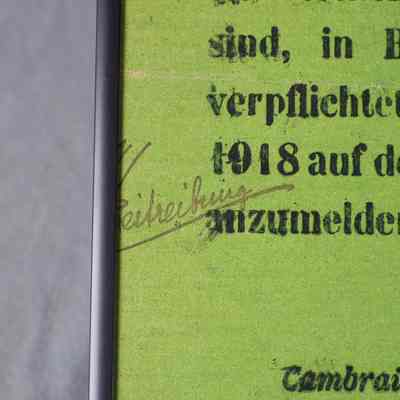 sind, in B
verpflichtet
1918 auf de
Beitreibung
anzumelden
Cambrai